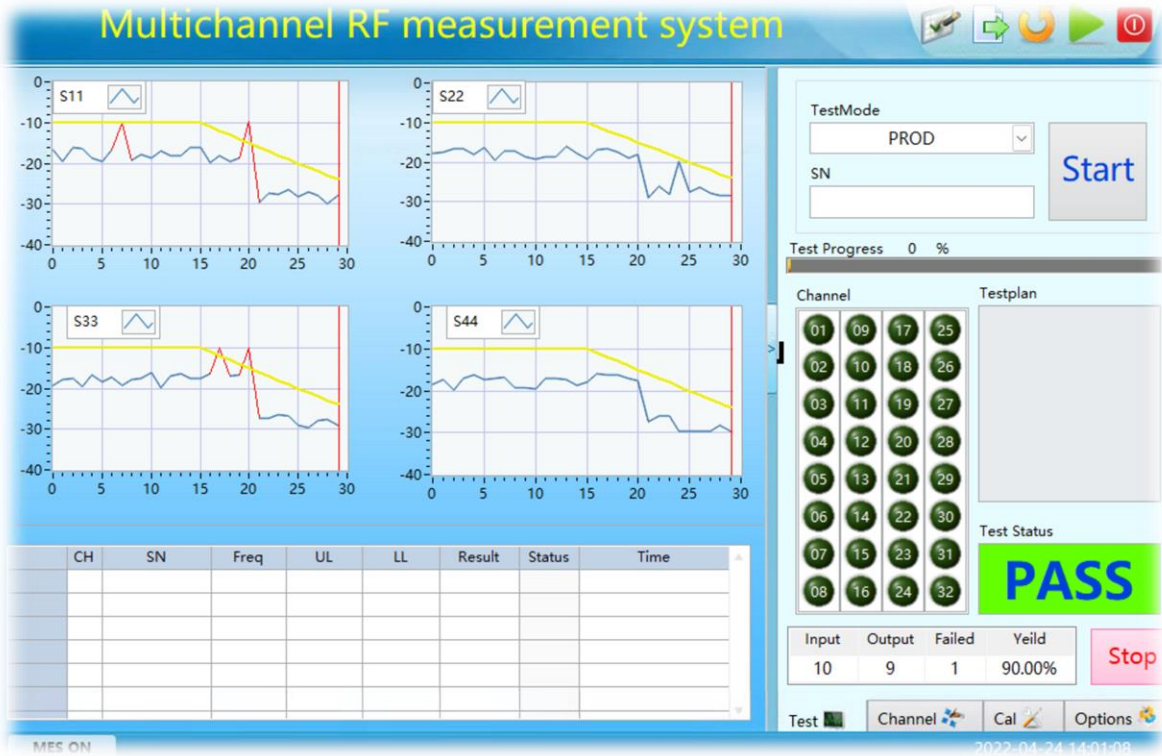 Multichannel RF measurement system
S11
0
-10
-20
-30
-40
0 5 10 15 20 25 30
S22
0
-10
-20
-30
-40
0 5 10 15 20 25 30
S33
0
-10
-20
-30
-40
0 5 10 15 20 25 30
S44
0
-10
-20
-30
-40
0 5 10 15 20 25 30
CH SN Freq UL LL Result Status Time
TestMode
PROD
SN
Start
Test Progress 0 %
Channel
01 09 17 25
02 10 18 26
03 11 19 27
04 12 20 28
05 13 21 29
06 14 22 30
07 15 23 31
08 16 24 32
Testplan
Test Status
PASS
Input Output Failed Yeild
10 9 1 90.00%
Stop
Test Channel Cal Options
MES ON
2022-04-24 14:01:08